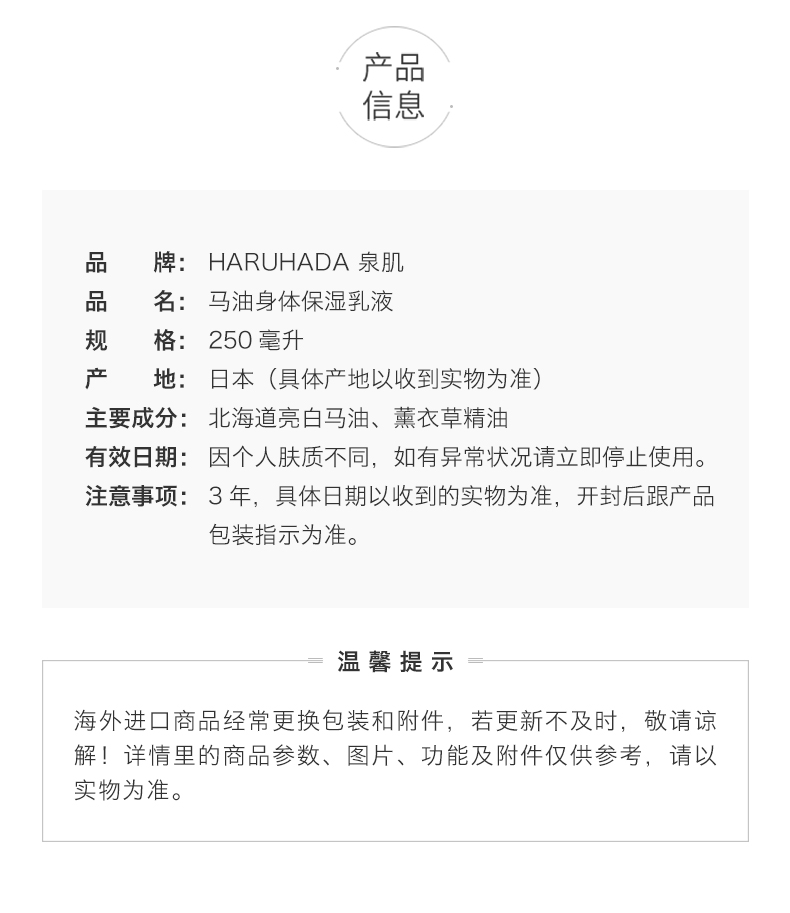 产品
信息
品 牌： HARUHADA 泉肌
品 名： 马油身体保湿乳液
规 格： 250 毫升
产 地： 日本（具体产地以收到实物为准）
主要成分： 北海道亮白马油、薰衣草精油
有效日期： 因个人肤质不同，如有异常状况请立即停止使用。
注意事项： 3 年，具体日期以收到的实物为准，开封后跟产品
包装指示为准。
温馨提示
海外进口商品经常更换包装和附件，若更新不及时，敬请谅
解！详情里的商品参数、图片、功能及附件仅供参考，请以
实物为准。